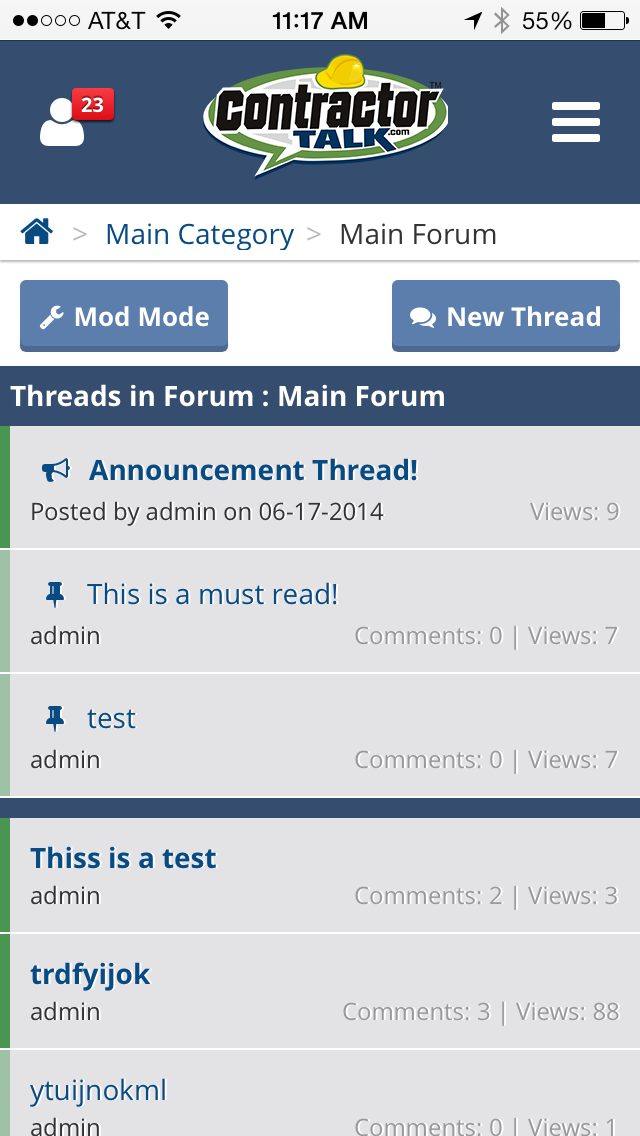 AT&T 11:17 AM 55%
23
Contractor
TM
TALK.com
> Main Category > Main Forum
Mod Mode New Thread
Threads in Forum : Main Forum
Announcement Thread!
Posted by admin on 06-17-2014 Views: 9
This is a must read!
admin Comments: 0 | Views: 7
test
admin Comments: 0 | Views: 7
Thiss is a test
admin Comments: 2 | Views: 3
trdfyijok
admin Comments: 3 | Views: 88
ytuijnokml
admin Comments: 0 | Views: 1